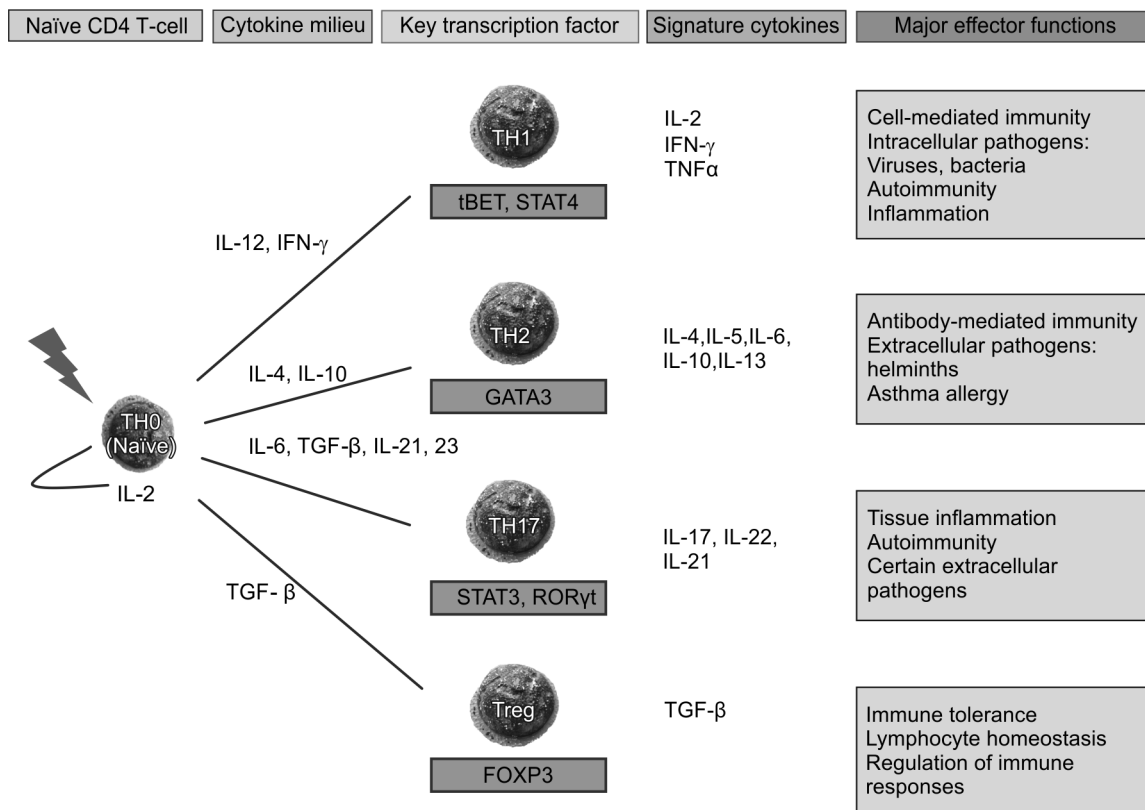 Naïve CD4 T-cell
Cytokine milieu
Key transcription factor
Signature cytokines
Major effector functions
TH1
tBET, STAT4
IL-2
IFN-γ
TNFα
Cell-mediated immunity
Intracellular pathogens:
Viruses, bacteria
Autoimmunity
Inflammation
IL-12, IFN-γ
TH2
GATA3
IL-4,IL-5,IL-6,
IL-10,IL-13
Antibody-mediated immunity
Extracellular pathogens:
helminths
Asthma allergy
IL-4, IL-10
TH0
(Naïve)
IL-2
IL-6, TGF-β, IL-21, 23
TH17
STAT3, RORγt
IL-17, IL-22,
IL-21
Tissue inflammation
Autoimmunity
Certain extracellular
pathogens
TGF- β
Treg
FOXP3
TGF-β
Immune tolerance
Lymphocyte homeostasis
Regulation of immune
responses